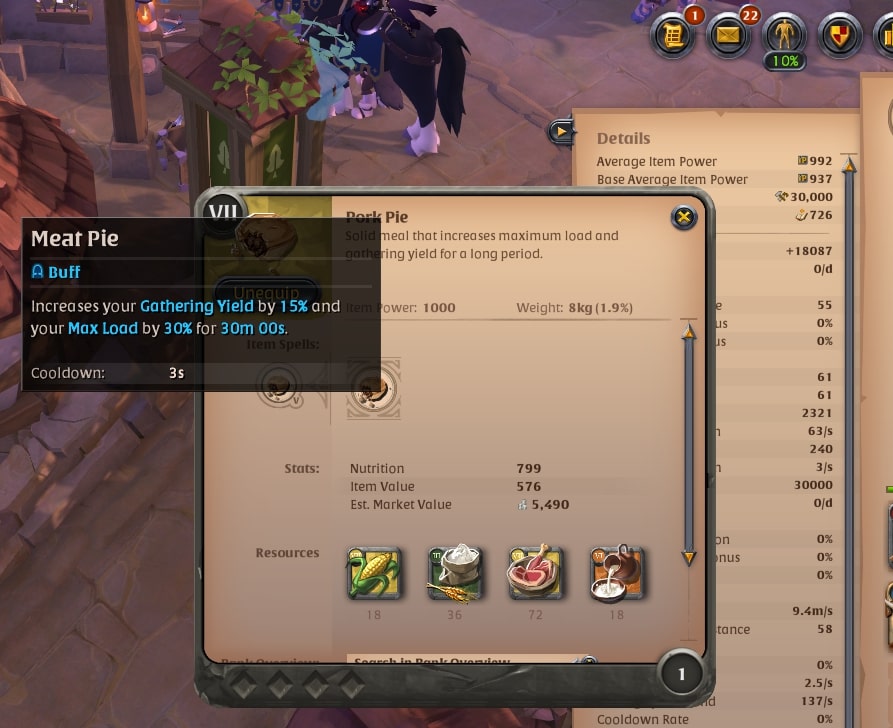 1
22
10%
Details
Average Item Power 992
Base Average Item Power 937
30,000
726
+18087
0/d
55
0%
0%
61
61
2321
63/s
240
3/s
30000
0/d
0%
0%
0%
9.4m/s
58
0%
2.5/s
137/s
Cooldown Rate 0%
VII
Pork Pie
Solid meal that increases maximum load and
gathering yield for a long period.
Unequip
Item Power: 1000
Weight: 8kg (1.9%)
Item Spells:
V
Stats:
Nutrition 799
Item Value 576
Est. Market Value 5,490
Resources
18
36
72
18
Search in Rank Overview
1
Meat Pie
Buff
Increases your Gathering Yield by 15% and
your Max Load by 30% for 30m 00s.
Cooldown: 3s